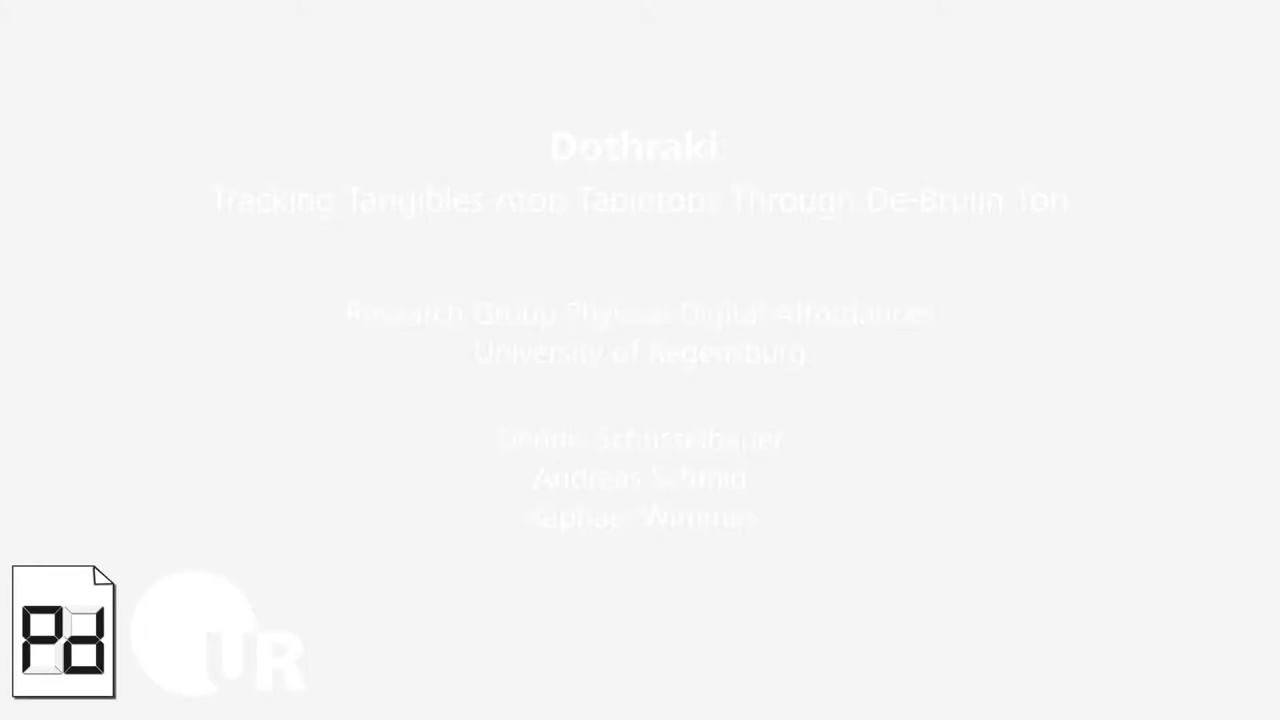 Dothraki:
Tracking Tangibles Atop Tabletops Through De-Bruijn Tori
Research Group Physical-Digital Affordances
University of Regensburg
Schüsselbauer
Andreas Schmid
Raphael Wimmer
Pd
UR